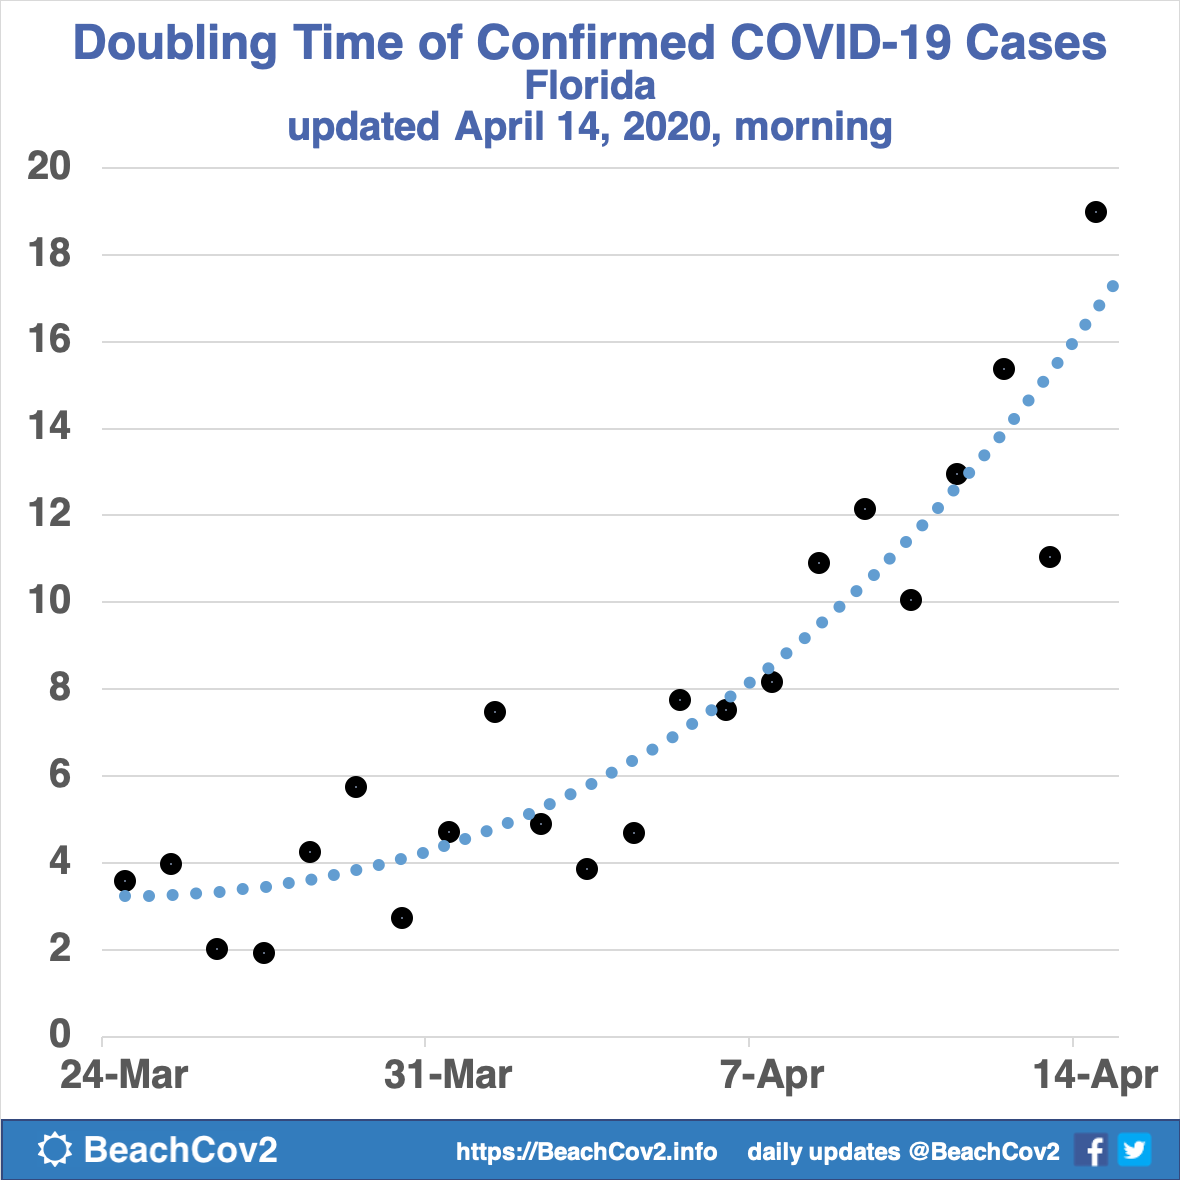 Doubling Time of Confirmed COVID-19 Cases
Florida
updated April 14, 2020, morning
20
18
16
14
12
10
8
6
4
2
0
24-Mar 31-Mar 7-Apr 14-Apr
BeachCov2 https://BeachCov2.info daily updates @BeachCov2